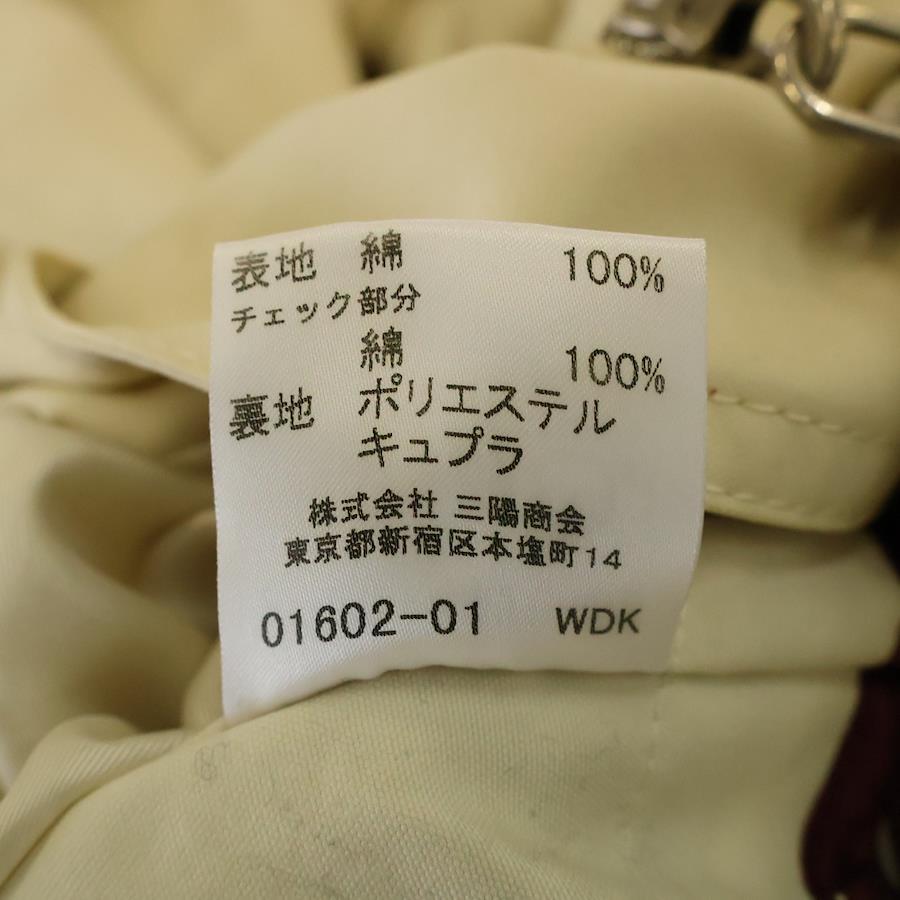 表地 綿 100%
チェック部分
綿 100%
裏地 ポリエステル
キュプラ
株式会社 三陽商会
東京都新宿区本塩町14
01602-01 WDK